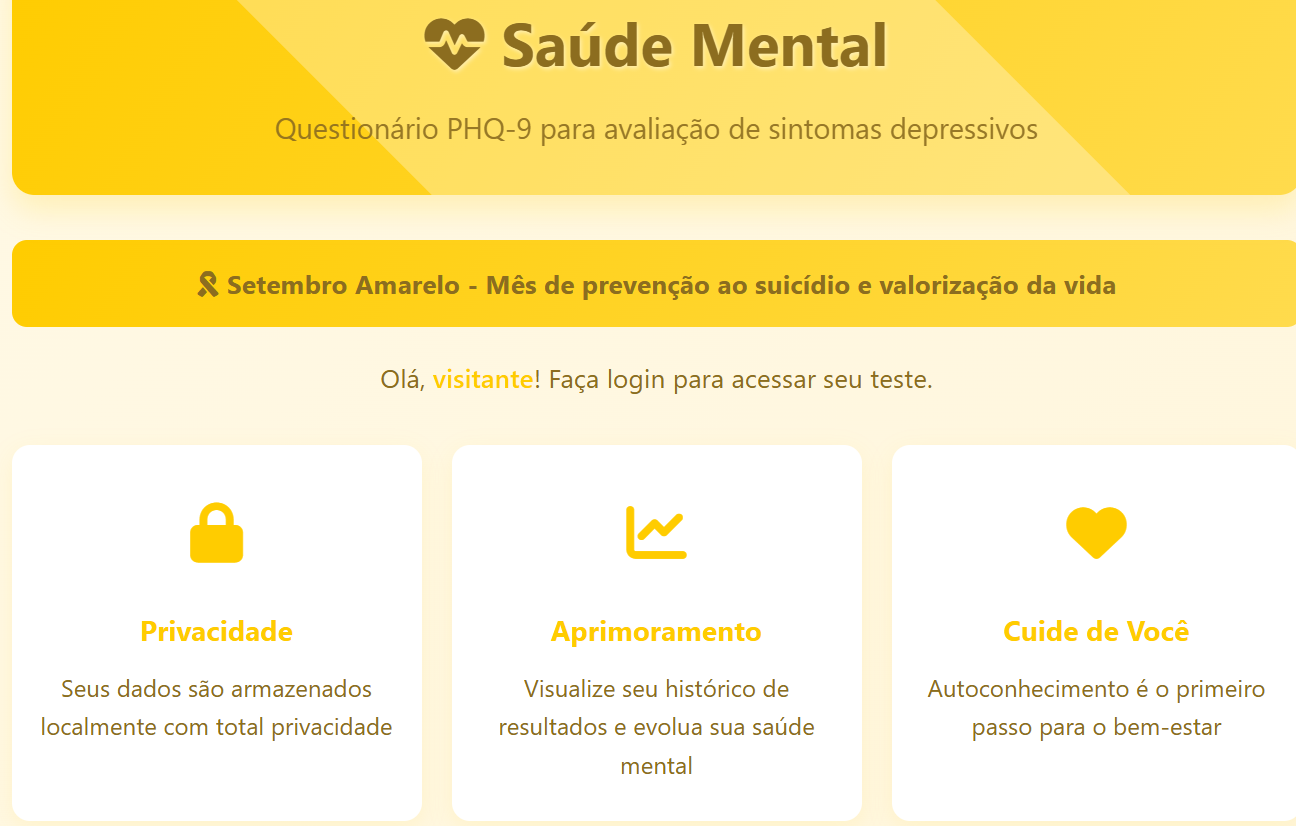 Saúde Mental
Questionário PHQ-9 para avaliação de sintomas depressivos
Setembro Amarelo - Mês de prevenção ao suicídio e valorização da vida
Olá, visitante! Faça login para acessar seu teste.
Privacidade
Seus dados são armazenados
localmente com total privacidade
Aprimoramento
Visualize seu histórico de
resultados e evolua sua saúde
mental
Cuide de Você
Autoconhecimento é o primeiro
passo para o bem-estar